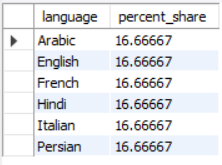 language percent_share
Arabic 16.66667
English 16.66667
French 16.66667
Hindi 16.66667
Italian 16.66667
Persian 16.66667